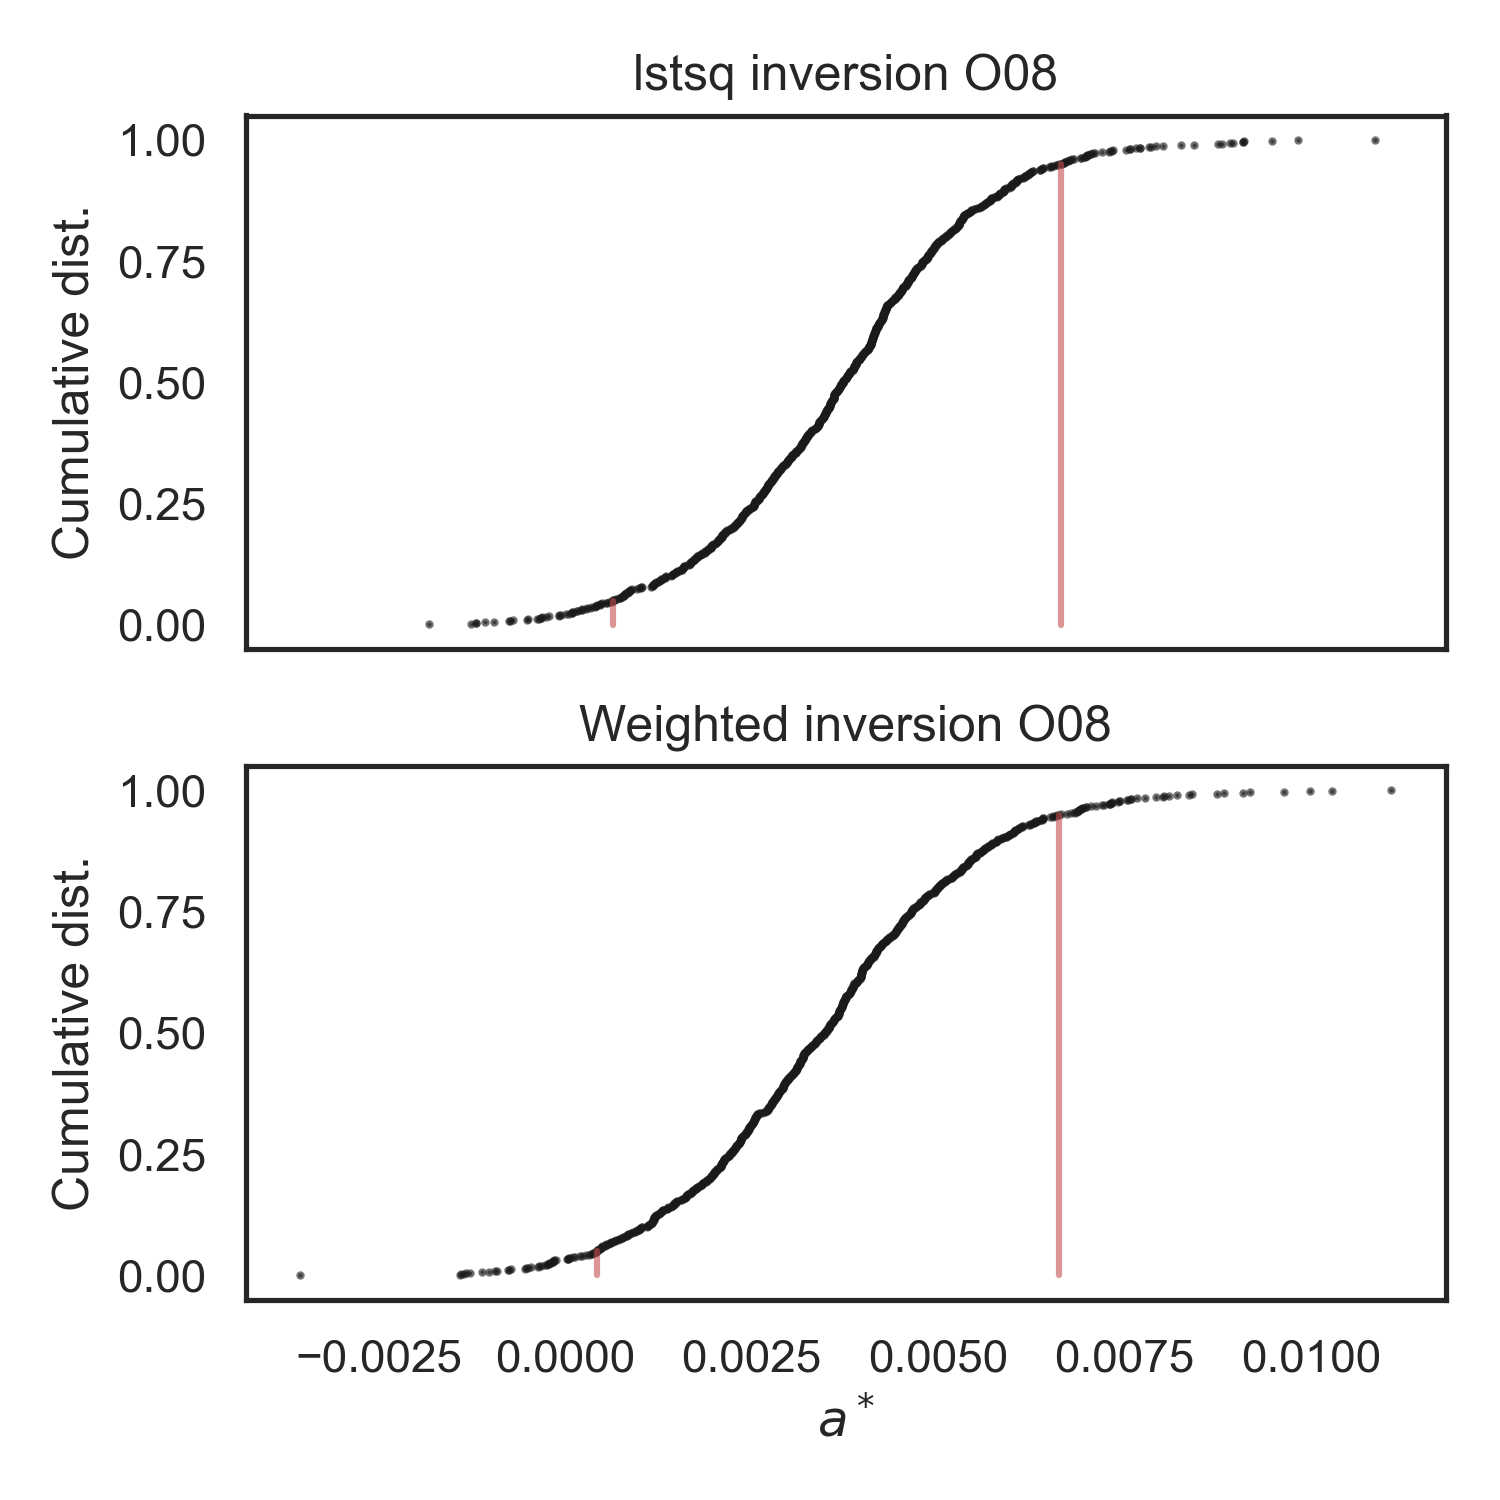 lstsq inversion O08
1.00
0.75
0.50
0.25
0.00
Cumulative dist.
Weighted inversion O08
1.00
0.75
0.50
0.25
0.00
Cumulative dist.
−0.0025 0.0000 0.0025 0.0050 0.0075 0.0100
a*